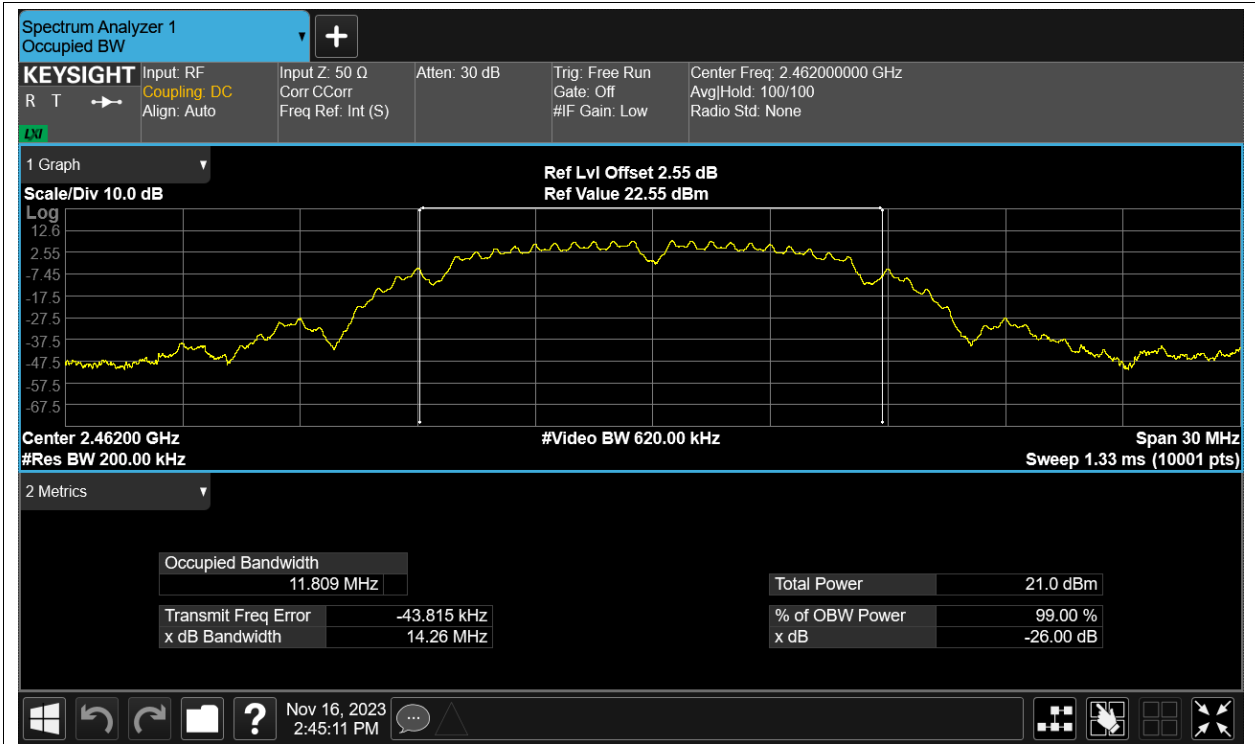 Spectrum Analyzer 1
Occupied BW
KEYSIGHT
R T
LXI
Input: RF
Coupling: DC
Align: Auto
Input Z: 50 Ω
Corr CCorr
Freq Ref: Int (S)
Atten: 30 dB
Trig: Free Run
Gate: Off
#IF Gain: Low
Center Freq: 2.462000000 GHz
Avg|Hold: 100/100
Radio Std: None
1 Graph
Scale/Div 10.0 dB
Ref Lvl Offset 2.55 dB
Ref Value 22.55 dBm
Log
12.6
2.55
-7.45
-17.5
-27.5
-37.5
-47.5
-57.5
-67.5
Center 2.46200 GHz
#Video BW 620.00 kHz
Span 30 MHz
#Res BW 200.00 kHz
Sweep 1.33 ms (10001 pts)
2 Metrics
Occupied Bandwidth
11.809 MHz
Total Power 21.0 dBm
Transmit Freq Error -43.815 kHz
% of OBW Power 99.00 %
x dB Bandwidth 14.26 MHz
x dB -26.00 dB
Nov 16, 2023
2:45:11 PM